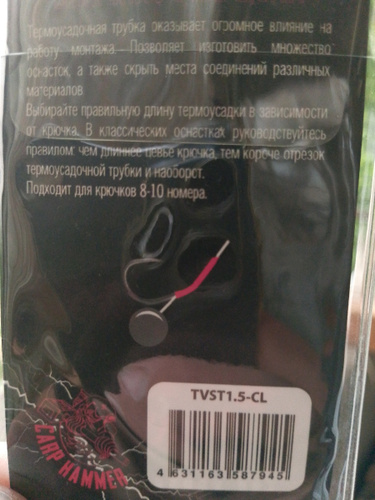 Термоусадочная трубка оказывает огромное влияние на
работу монтажа. Позволяет изготовить множество
оснасток, а также скрыть места соединений различных
материалов
Выбирайте правильную длину термоусадки в зависимости
от крючка. В классических оснастках руководствуйтесь
правилом: чем длиннее цевье крючка, тем короче отрезок
термоусадочной трубки и наоборот.
Подходит для крючков 8-10 номера.
TVST1.5-CL
4 631163 587945
CARP HAMMER